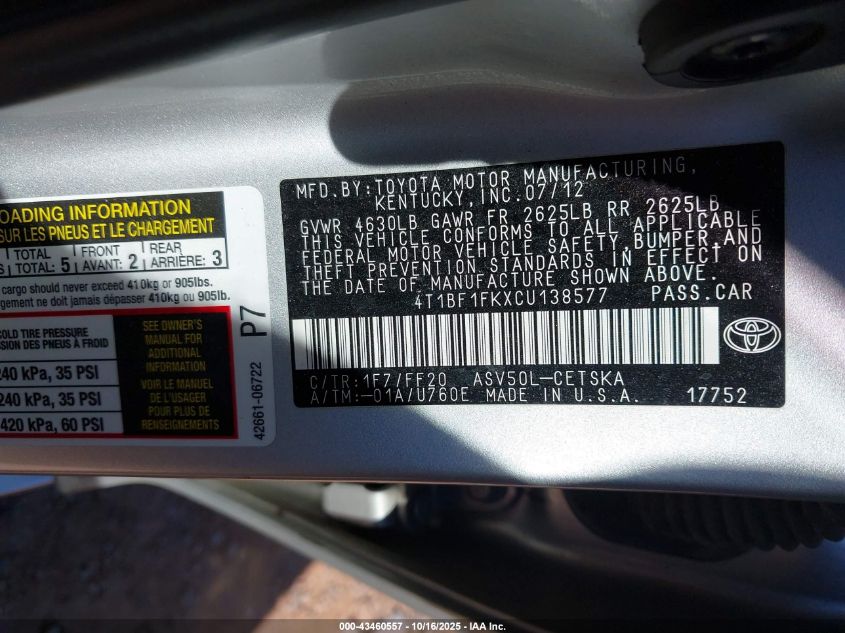 OADING INFORMATION
SUR LES PNEUS ET LE CHARGEMENT
TOTAL FRONT REAR
TOTAL: 5 AVANT: 2 ARRIÈRE: 3
cargo should never exceed 410kg or 905lbs.
gement ne doit jamais dépasser 410kg ou 905lb.
COLD TIRE PRESSURE
SSION DES PNEUS À FROID
240 kPa, 35 PSI
240 kPa, 35 PSI
420 kPa, 60 PSI
SEE OWNER'S
MANUAL FOR
ADDITIONAL
INFORMATION
VOIR LE MANUEL
DE L'USAGER
POUR PLUS DE
RENSEIGNEMENTS
P7
42661-06722
MFD.BY: TOYOTA MOTOR MANUFACTURING,
KENTUCKY, INC. 07/12
GVWR 4630LB GAWR FR 2625LB RR 2625LB
THIS VEHICLE CONFORMS TO ALL APPLICABLE
FEDERAL MOTOR VEHICLE SAFETY, BUMPER, AND
THEFT PREVENTION STANDARDS IN EFFECT ON
THE DATE OF MANUFACTURE SHOWN ABOVE.
4T1BF1FKXCU138577 PASS.CAR
C/TR: 1F7/FF20 ASV50L-CETSKA
A/TM: -01A/U760E MADE IN U.S.A. 17752
000-43460557 - 10/16/2025 - IAA Inc.